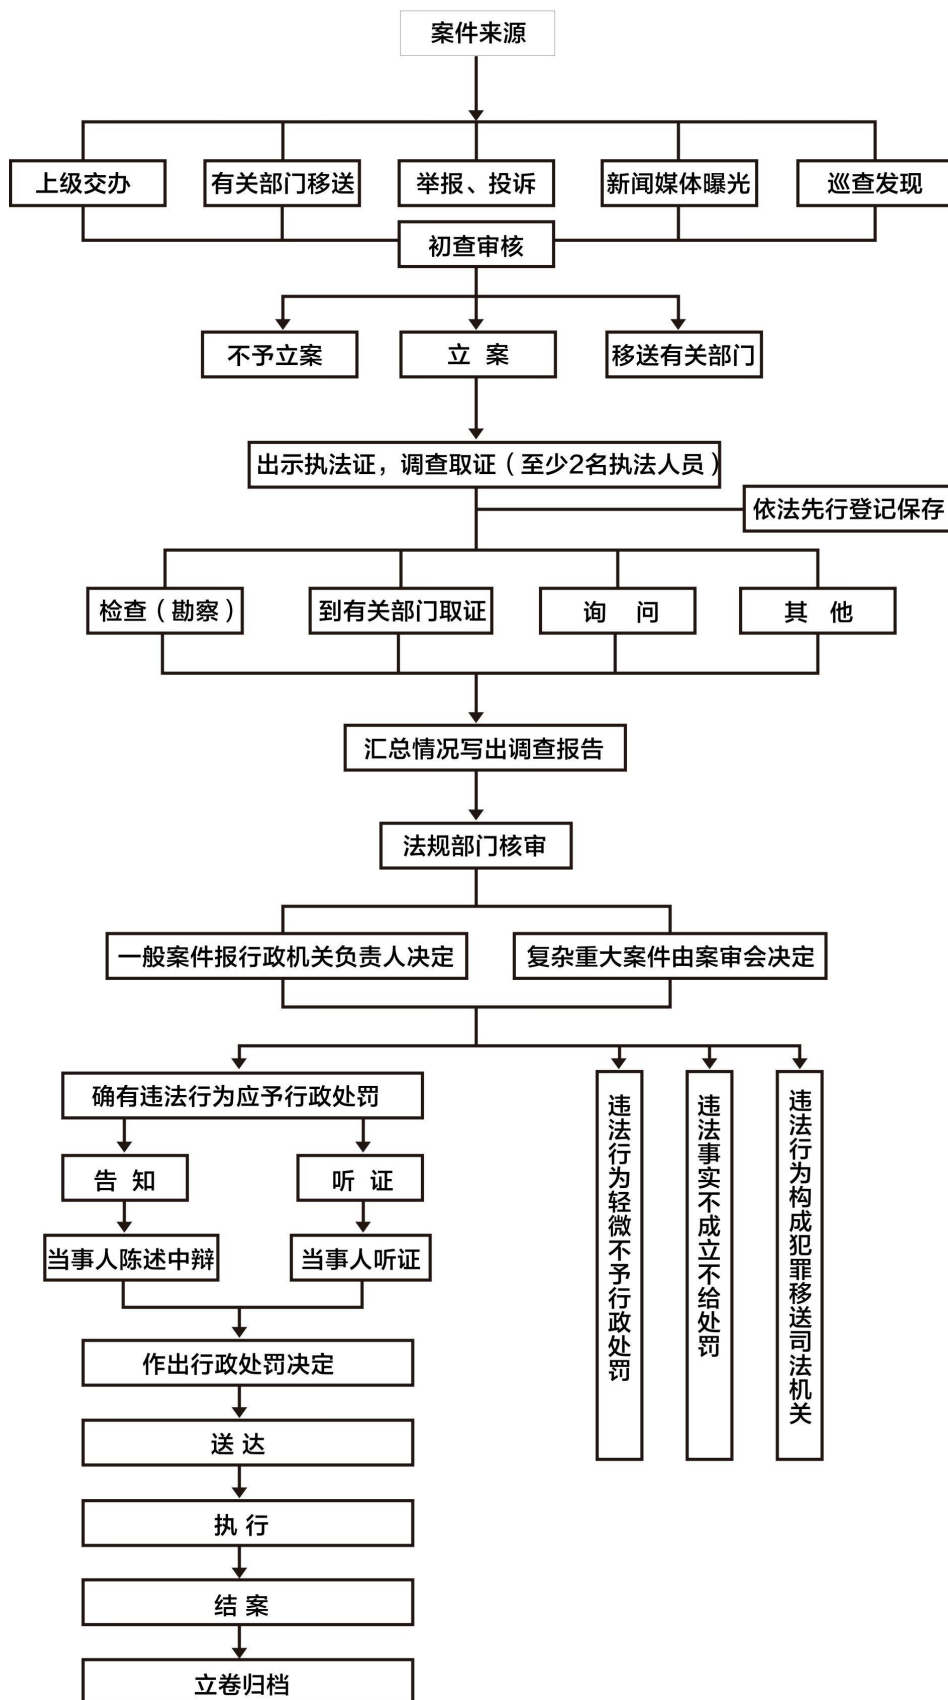 案件来源
上级交办
有关部门移送
举报、投诉
新闻媒体曝光
巡查发现
初查审核
不予立案
立 案
移送有关部门
出示执法证，调查取证（至少2名执法人员）
依法先行登记保存
检查（勘察）
到有关部门取证
询 问
其 他
汇总情况写出调查报告
法规部门核审
一般案件报行政机关负责人决定
复杂重大案件由案审会决定
确有违法行为应予行政处罚
告 知
听 证
当事人陈述中辩
当事人听证
作出行政处罚决定
送 达
执 行
结 案
立卷归档
违法行为轻微不予行政处罚
违法事实不成立不给处罚
违法行为构成犯罪移送司法机关